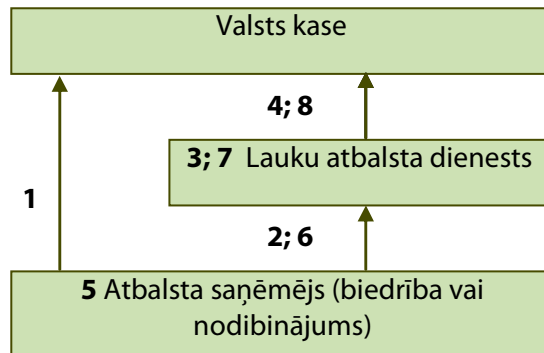 Valsts kase
4; 8
3; 7 Lauku atbalsta dienests
1
2; 6
5 Atbalsta saņēmējs (biedrība vai
nodibinājums)